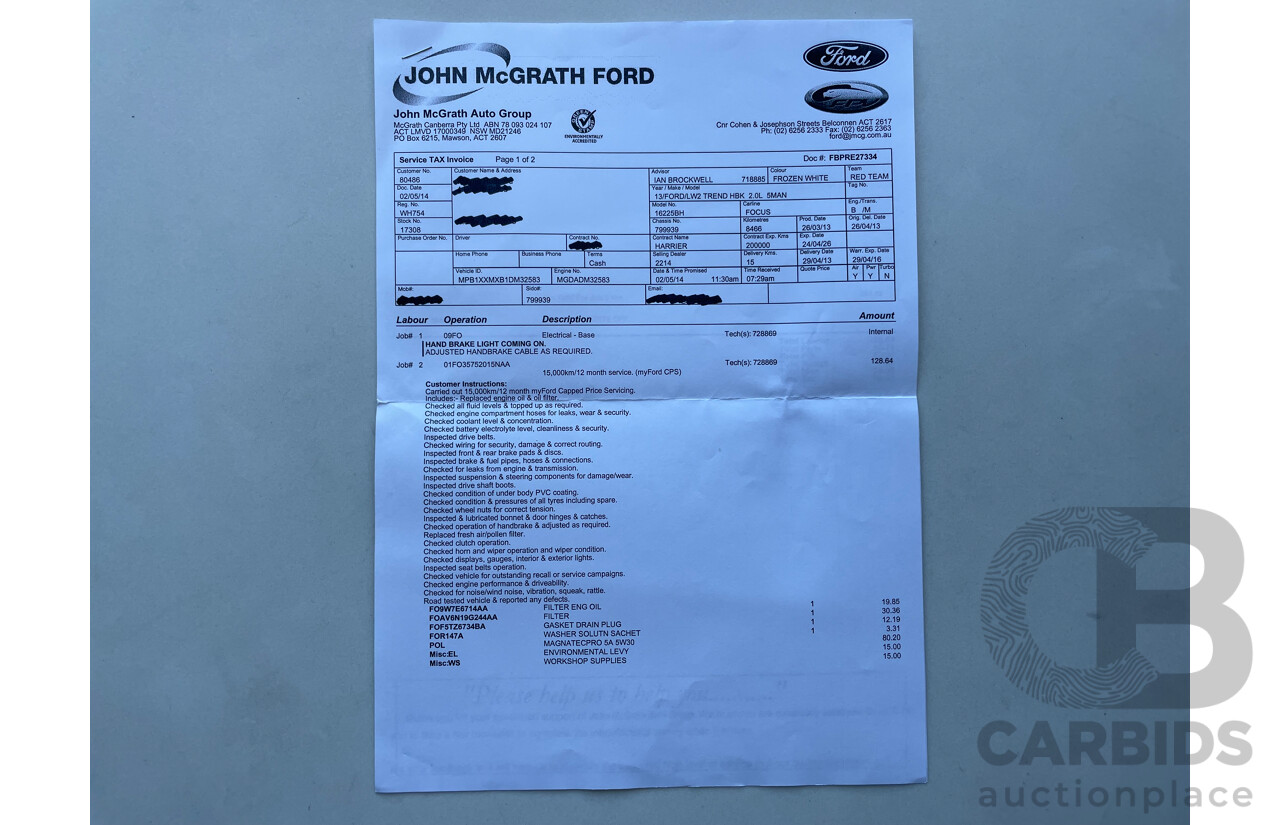 JOHN McGRATH FORD
Ford
FPV
John McGrath Auto Group
McGrath Canberra Pty Ltd ABN 78 093 024 107
ACT LMVD 17000349 NSW MD21246
PO Box 6215, Mawson, ACT 2607
ENVIRONMENTALLY
ACCREDITED
Cnr Cohen & Josephson Streets Belconnen ACT 2617
Ph: (02) 6256 2333 Fax: (02) 6256 2363
ford@jmcg.com.au
Service TAX Invoice Page 1 of 2 Doc #: FBPRE27334
Customer No. Customer Name & Address Advisor Colour Team
80486 IAN BROCKWELL 718885 FROZEN WHITE RED TEAM
Doc. Date Year / Make / Model Tag No.
02/05/14 13/FORD/LW2 TREND HBK 2.0L 5MAN
Reg. No. Model No. Carline Eng./Trans.
WH754 16225BH FOCUS B /M
Stock No. Chassis No. Kilometres Prod. Date Orig. Del. Date
17308 799939 8466 26/03/13 26/04/13
Purchase Order No. Driver Contract No. Contract Name Contract Exp. Kms Exp. Date
HARRIER 200000 24/04/26
Home Phone Business Phone Terms Selling Dealer Delivery Kms. Delivery Date Warr. Exp. Date
Cash 2214 15 29/04/13 29/04/16
Vehicle ID. Engine No. Date & Time Promised Time Received Quote Price Air Pwr Turbo
MPB1XXMXB1DM32583 MGDADM32583 02/05/14 11:30am 07:29am Y Y N
Mob#: Sido#: Email:
799939
Labour Operation Description Amount
Job# 1 09FO Electrical - Base Tech(s): 728869 Internal
HAND BRAKE LIGHT COMING ON.
ADJUSTED HANDBRAKE CABLE AS REQUIRED.
Job# 2 01FO35752015NAA Tech(s): 728869 128.64
15,000km/12 month service. (myFord CPS)
Customer Instructions:
Carried out 15,000km/12 month myFord Capped Price Servicing.
Includes:- Replaced engine oil & oil filter.
Checked all fluid levels & topped up as required.
Checked engine compartment hoses for leaks, wear & security.
Checked coolant level & concentration.
Checked battery electrolyte level, cleanliness & security.
Inspected drive belts.
Checked wiring for security, damage & correct routing.
Inspected front & rear brake pads & discs.
Inspected brake & fuel pipes, hoses & connections.
Checked for leaks from engine & transmission.
Inspected suspension & steering components for damage/wear.
Inspected drive shaft boots.
Checked condition of under body PVC coating.
Checked condition & pressures of all tyres including spare.
Checked wheel nuts for correct tension.
Inspected & lubricated bonnet & door hinges & catches.
Checked operation of handbrake & adjusted as required.
Replaced fresh air/pollen filter.
Checked clutch operation.
Checked horn and wiper operation and wiper condition.
Checked displays, gauges, interior & exterior lights.
Inspected seat belts operation.
Checked vehicle for outstanding recall or service campaigns.
Checked engine performance & driveability.
Checked for noise/wind noise, vibration, squeak, rattle.
Road tested vehicle & reported any defects.
FO9W7E6714AA FILTER ENG OIL 1 19.85
FOAV6N19G244AA FILTER 1 30.36
FOF5TZ6734BA GASKET DRAIN PLUG 1 12.19
FOR147A WASHER SOLUTN SACHET 1 3.31
POL MAGNATECPRO 5A 5W30 80.20
Misc:EL ENVIRONMENTAL LEVY 15.00
Misc:WS WORKSHOP SUPPLIES 15.00
"Please help us to help you
CB
CARBIDS
auctionplace